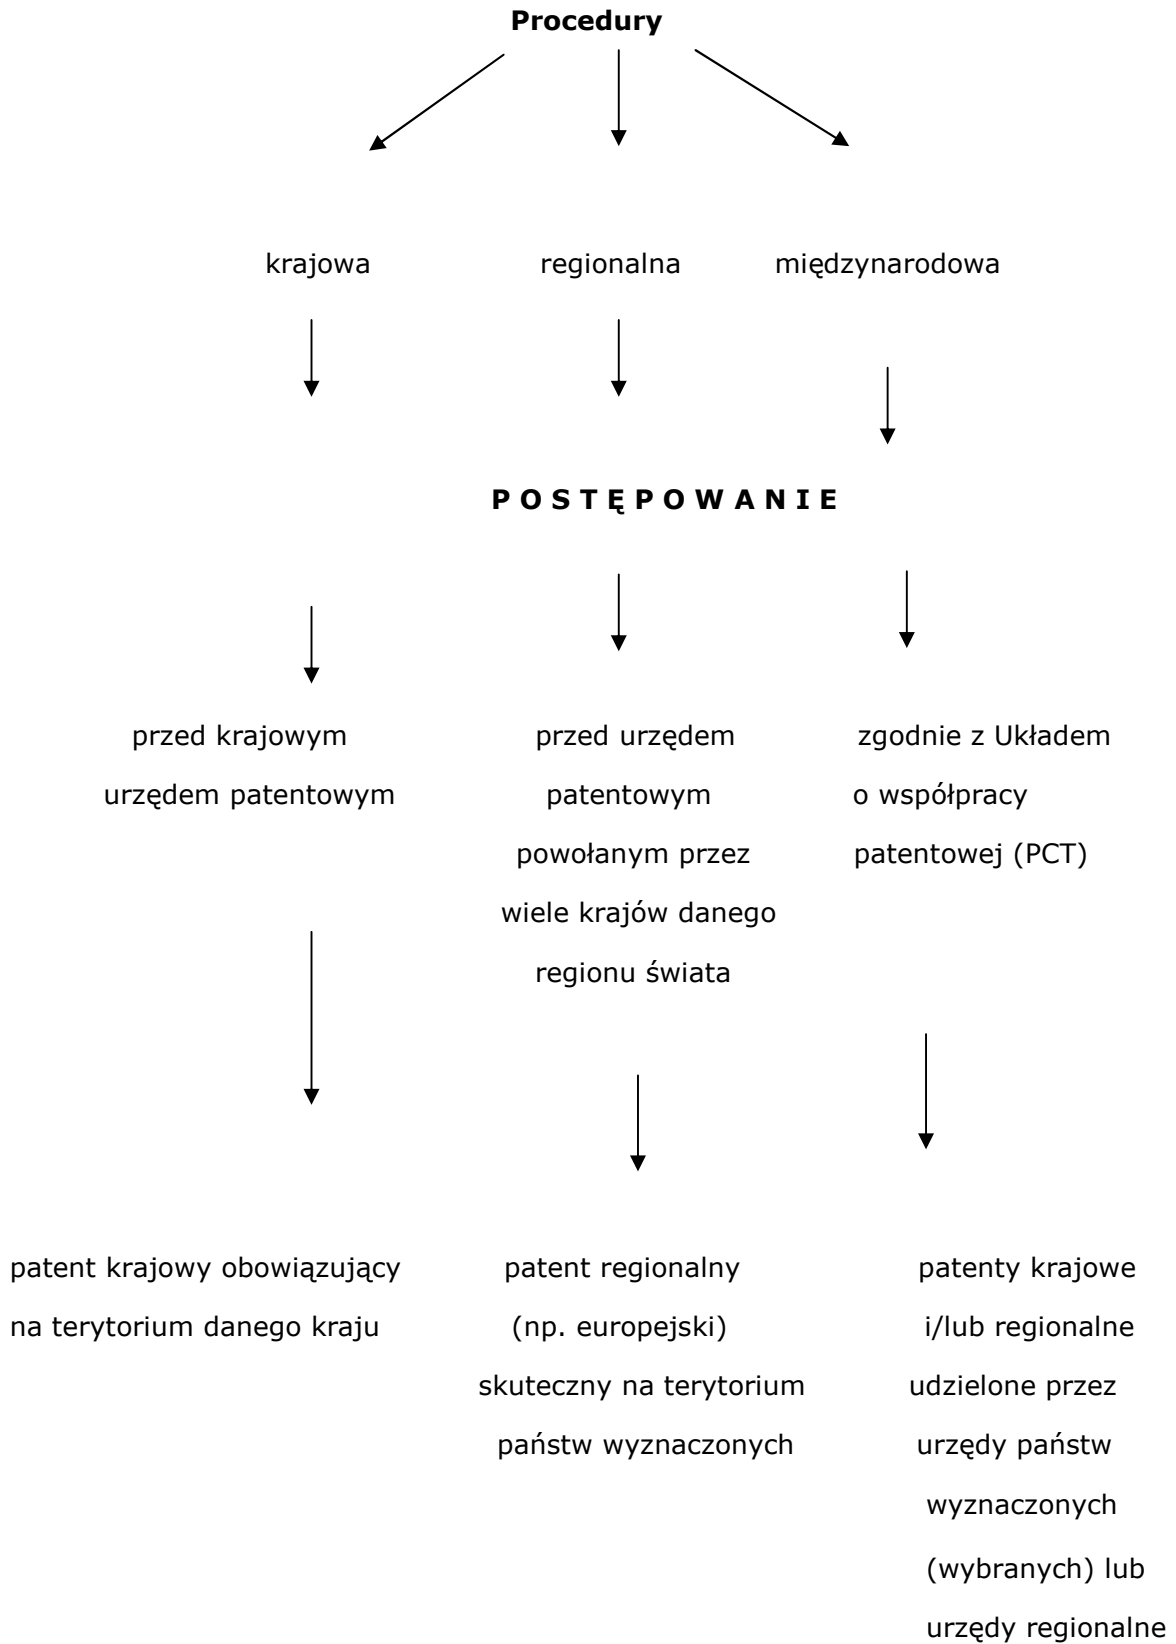 Procedury
krajowa regionalna międzynarodowa
P O S T Ę P O W A N I E
przed krajowym
urzędem patentowym
przed urzędem
patentowym
powołanym przez
wiele krajów danego
regionu świata
zgodnie z Układem
o współpracy
patentowej (PCT)
patent krajowy obowiązujący
na terytorium danego kraju
patent regionalny
(np. europejski)
skuteczny na terytorium
państw wyznaczonych
patenty krajowe
i/lub regionalne
udzielone przez
urzędy państw
wyznaczonych
(wybranych) lub
urzędy regionalne